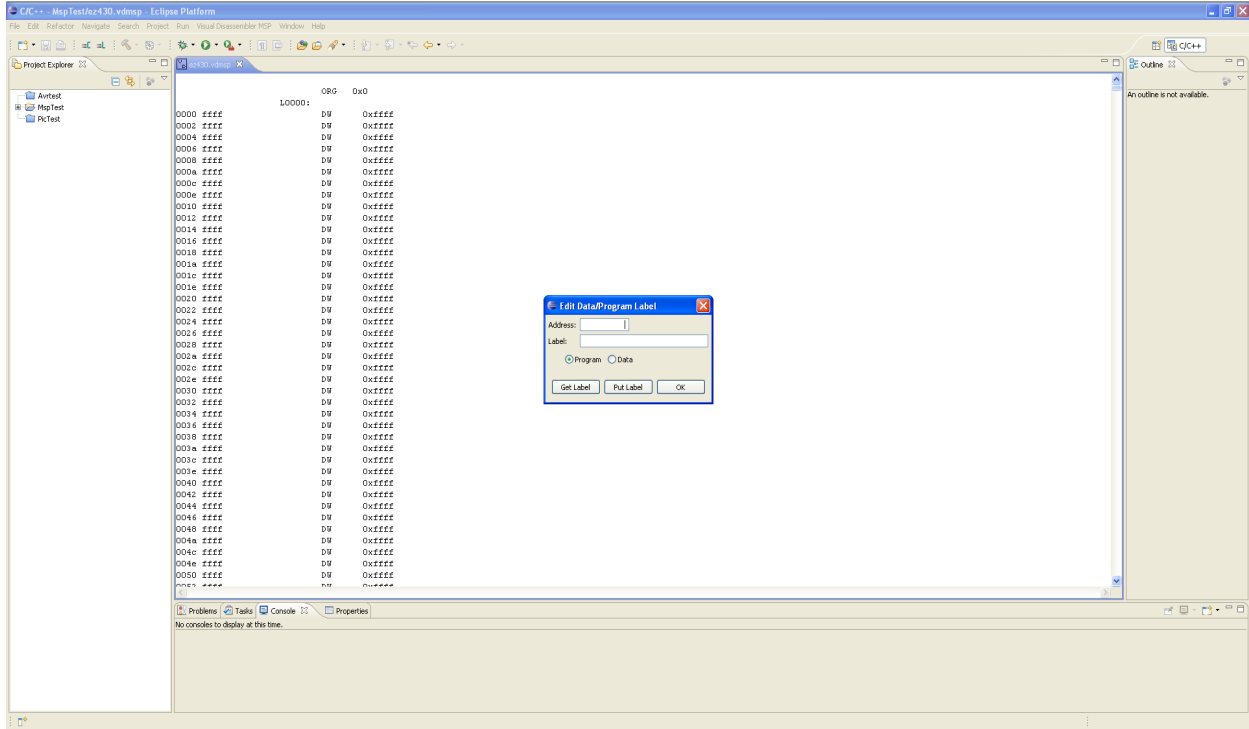 C/C++ - MspTest/ez430.vdmsp - Eclipse Platform
File Edit Refactor Navigate Search Project Run Visual Disassembler MSP Window Help
C/C++
Project Explorer
Avrtest
MspTest
PicTest
ez430.vdmsp
ORG 0x0
L0000:
0000 ffff DW 0xffff
0002 ffff DW 0xffff
0004 ffff DW 0xffff
0006 ffff DW 0xffff
0008 ffff DW 0xffff
000a ffff DW 0xffff
000c ffff DW 0xffff
000e ffff DW 0xffff
0010 ffff DW 0xffff
0012 ffff DW 0xffff
0014 ffff DW 0xffff
0016 ffff DW 0xffff
0018 ffff DW 0xffff
001a ffff DW 0xffff
001c ffff DW 0xffff
001e ffff DW 0xffff
0020 ffff DW 0xffff
0022 ffff DW 0xffff
0024 ffff DW 0xffff
0026 ffff DW 0xffff
0028 ffff DW 0xffff
002a ffff DW 0xffff
002c ffff DW 0xffff
002e ffff DW 0xffff
0030 ffff DW 0xffff
0032 ffff DW 0xffff
0034 ffff DW 0xffff
0036 ffff DW 0xffff
0038 ffff DW 0xffff
003a ffff DW 0xffff
003c ffff DW 0xffff
003e ffff DW 0xffff
0040 ffff DW 0xffff
0042 ffff DW 0xffff
0044 ffff DW 0xffff
0046 ffff DW 0xffff
0048 ffff DW 0xffff
004a ffff DW 0xffff
004c ffff DW 0xffff
004e ffff DW 0xffff
0050 ffff DW 0xffff
Edit Data/Program Label
Address:
Label:
Program Data
Get Label Put Label OK
Outline
An outline is not available.
Problems Tasks Console Properties
No consoles to display at this time.